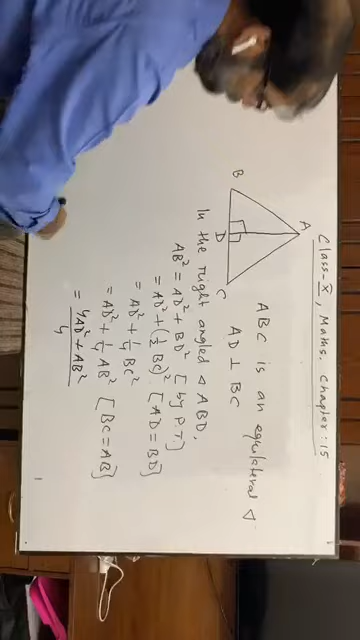 Class-X, Maths, Chapter: 15
A
B
D
C
ABC is an equilateral △
AD ⊥ BC
In the right angled △ ABD,
AB² = AD² + BD² [by P.T]
= AD² + (½ BC)². [AD = BD]
= AD² + ¼ BC²
= AD² + ¼ AB² [BC = AB]
= 4AD² + AB² / 4